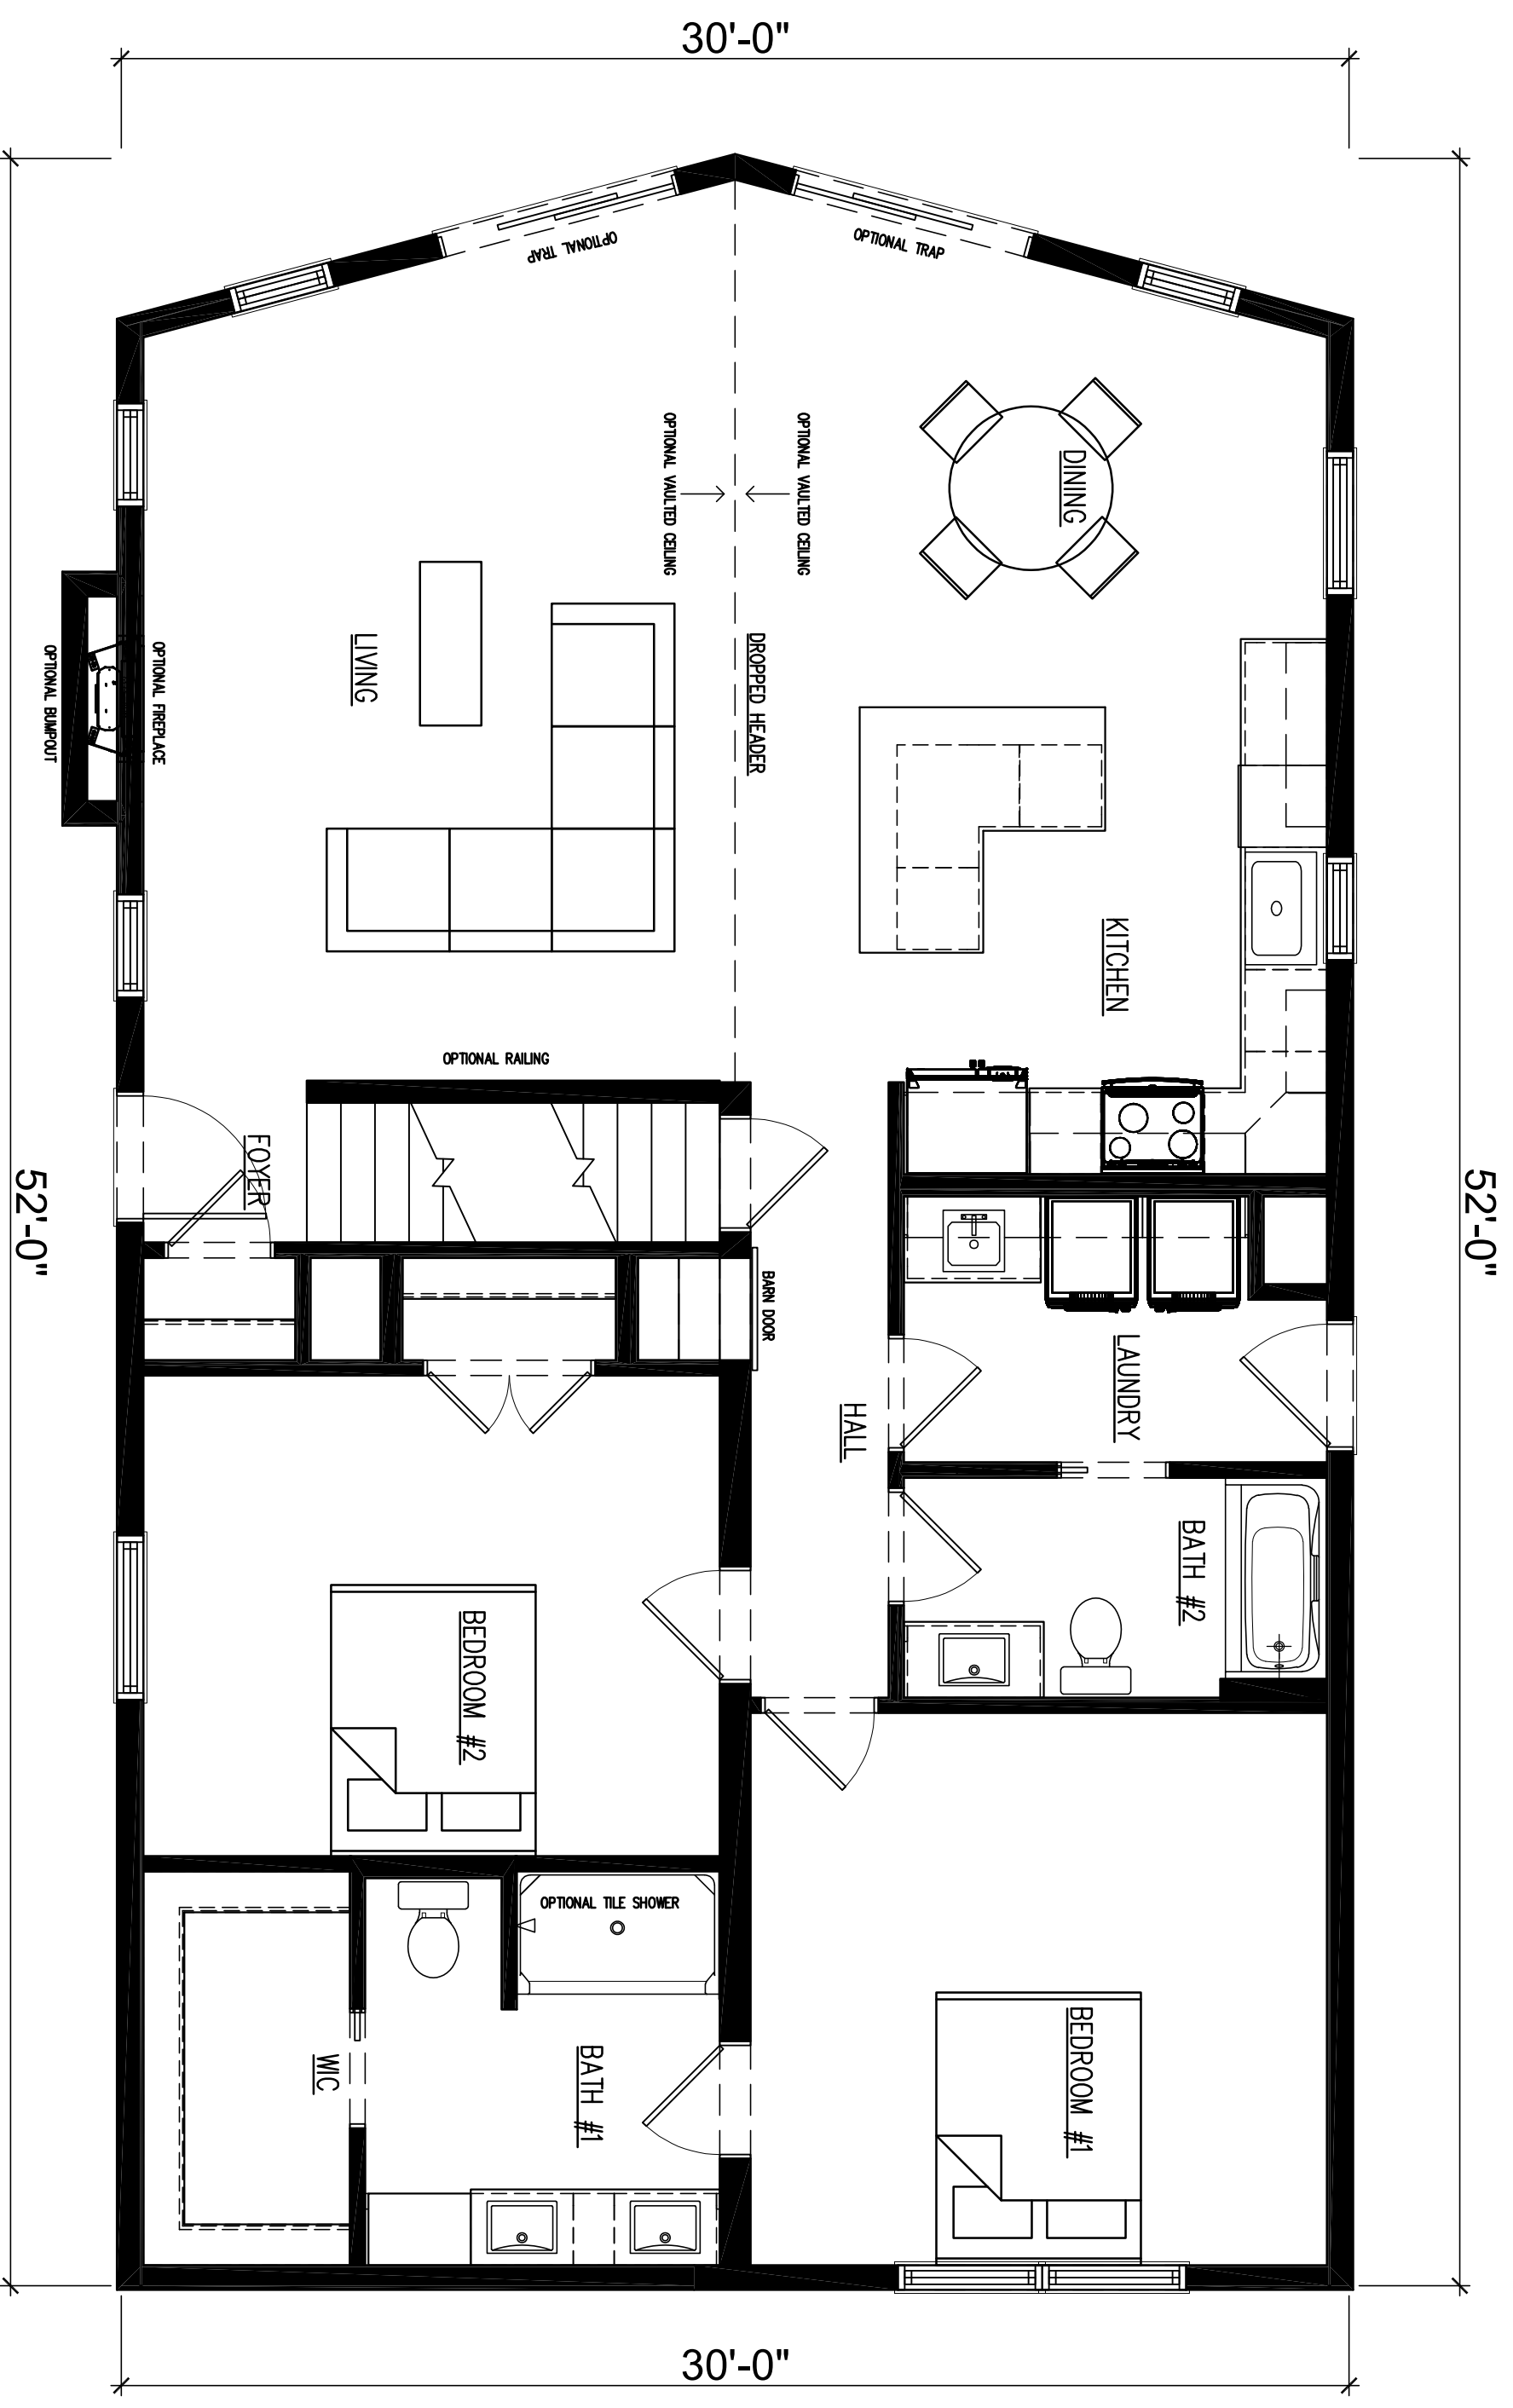 30'-0"
OPTIONAL TRAP
OPTIONAL TRAP
OPTIONAL VAULTED CEILING
OPTIONAL VAULTED CEILING
DINING
LIVING
DROPPED HEADER
OPTIONAL FIREPLACE
OPTIONAL BUMPOUT
KITCHEN
OPTIONAL RAILING
FOYER
52'-0"
52'-0"
BARN DOOR
LAUNDRY
HALL
BATH #2
BEDROOM #2
OPTIONAL TILE SHOWER
BEDROOM #1
BATH #1
WIC
30'-0"